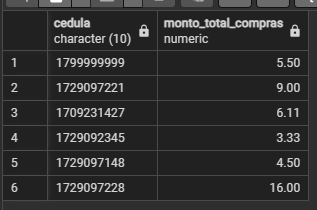 cedula monto_total_compras
character (10) numeric
1 1799999999 5.50
2 1729097221 9.00
3 1709231427 6.11
4 1729092345 3.33
5 1729097148 4.50
6 1729097228 16.00